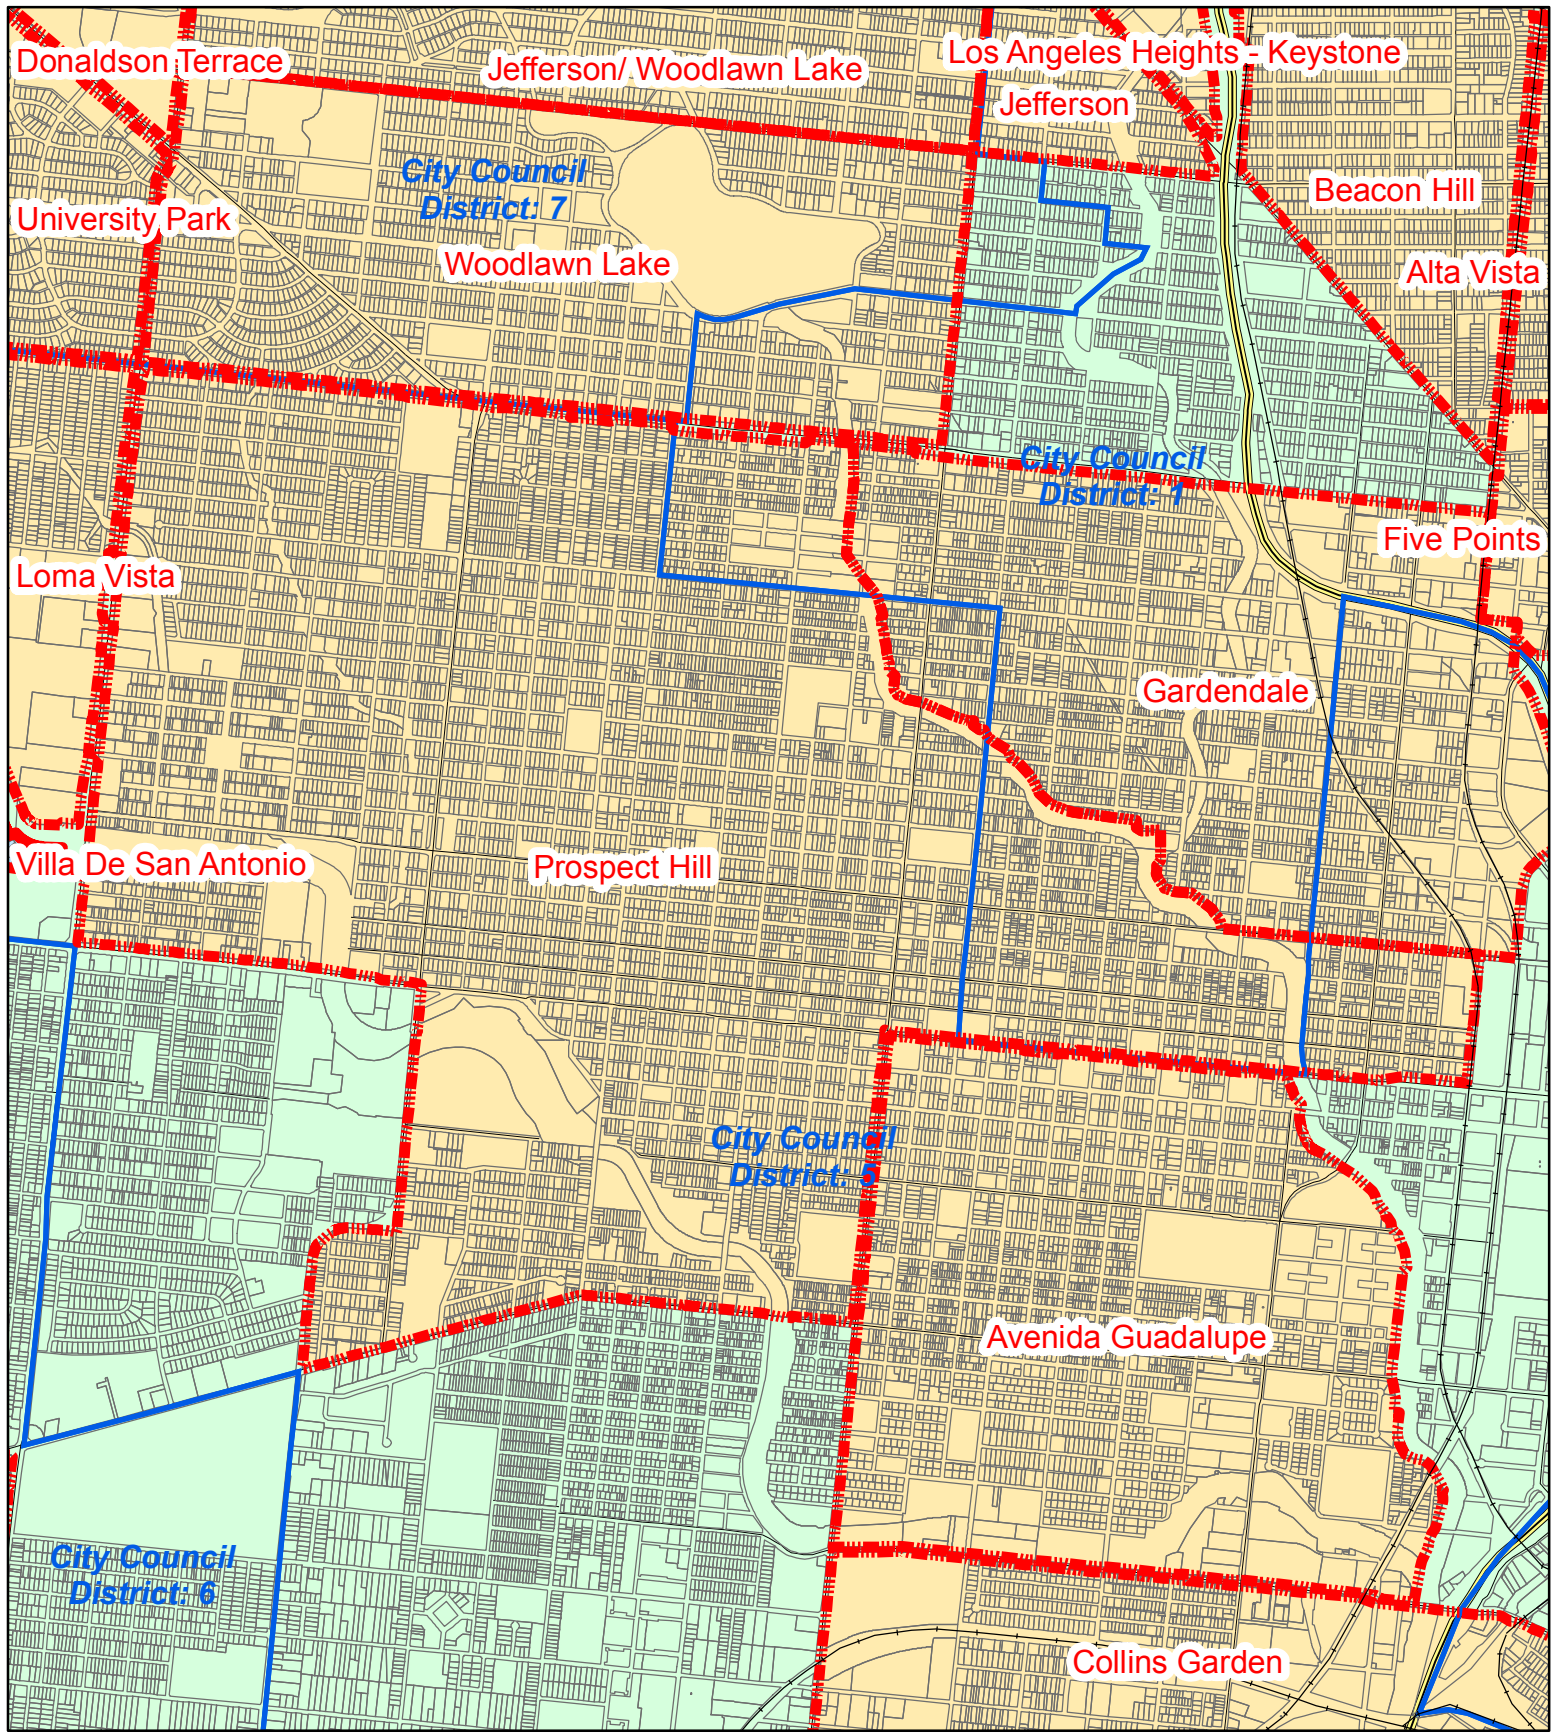 Donaldson Terrace
Jefferson/ Woodlawn Lake
Los Angeles Heights - Keystone
Jefferson
City Council
District: 7
University Park
Beacon Hill
Woodlawn Lake
Alta Vista
City Council
District: 1
Five Points
Loma Vista
Gardendale
Villa De San Antonio
Prospect Hill
City Council
District: 5
Avenida Guadalupe
City Council
District: 6
Collins Garden